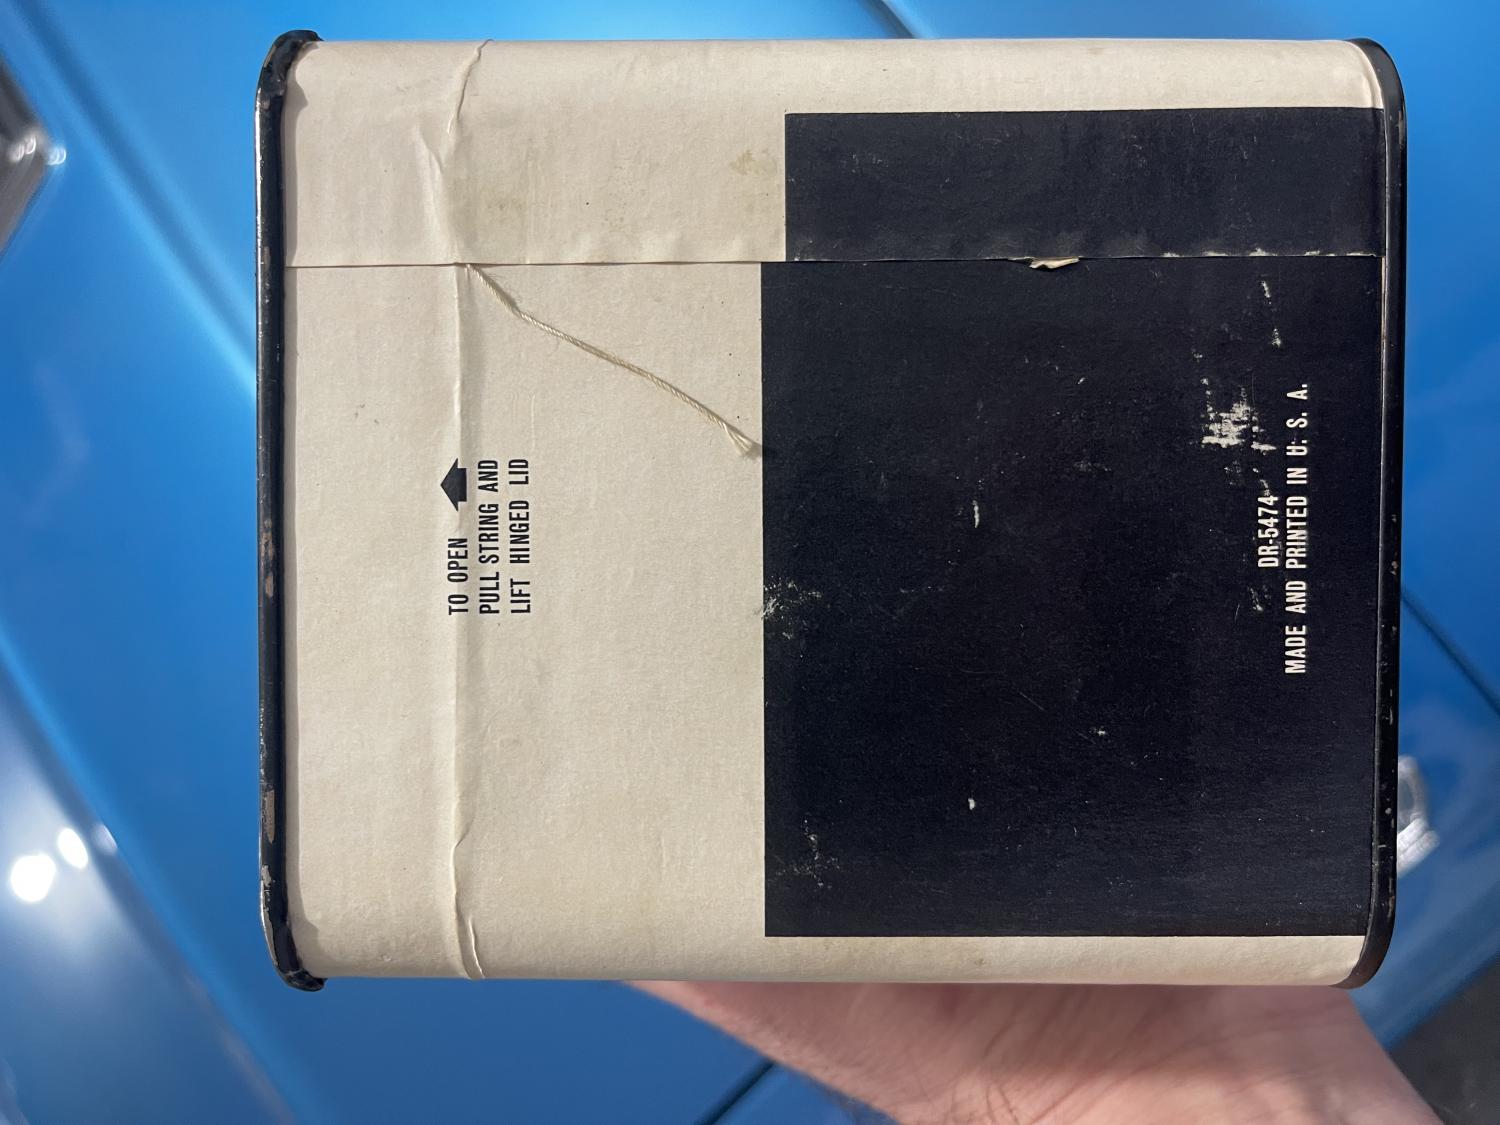 TO OPEN
PULL STRING AND
LIFT HINGED LID
DR-5474
MADE AND PRINTED IN U. S. A.